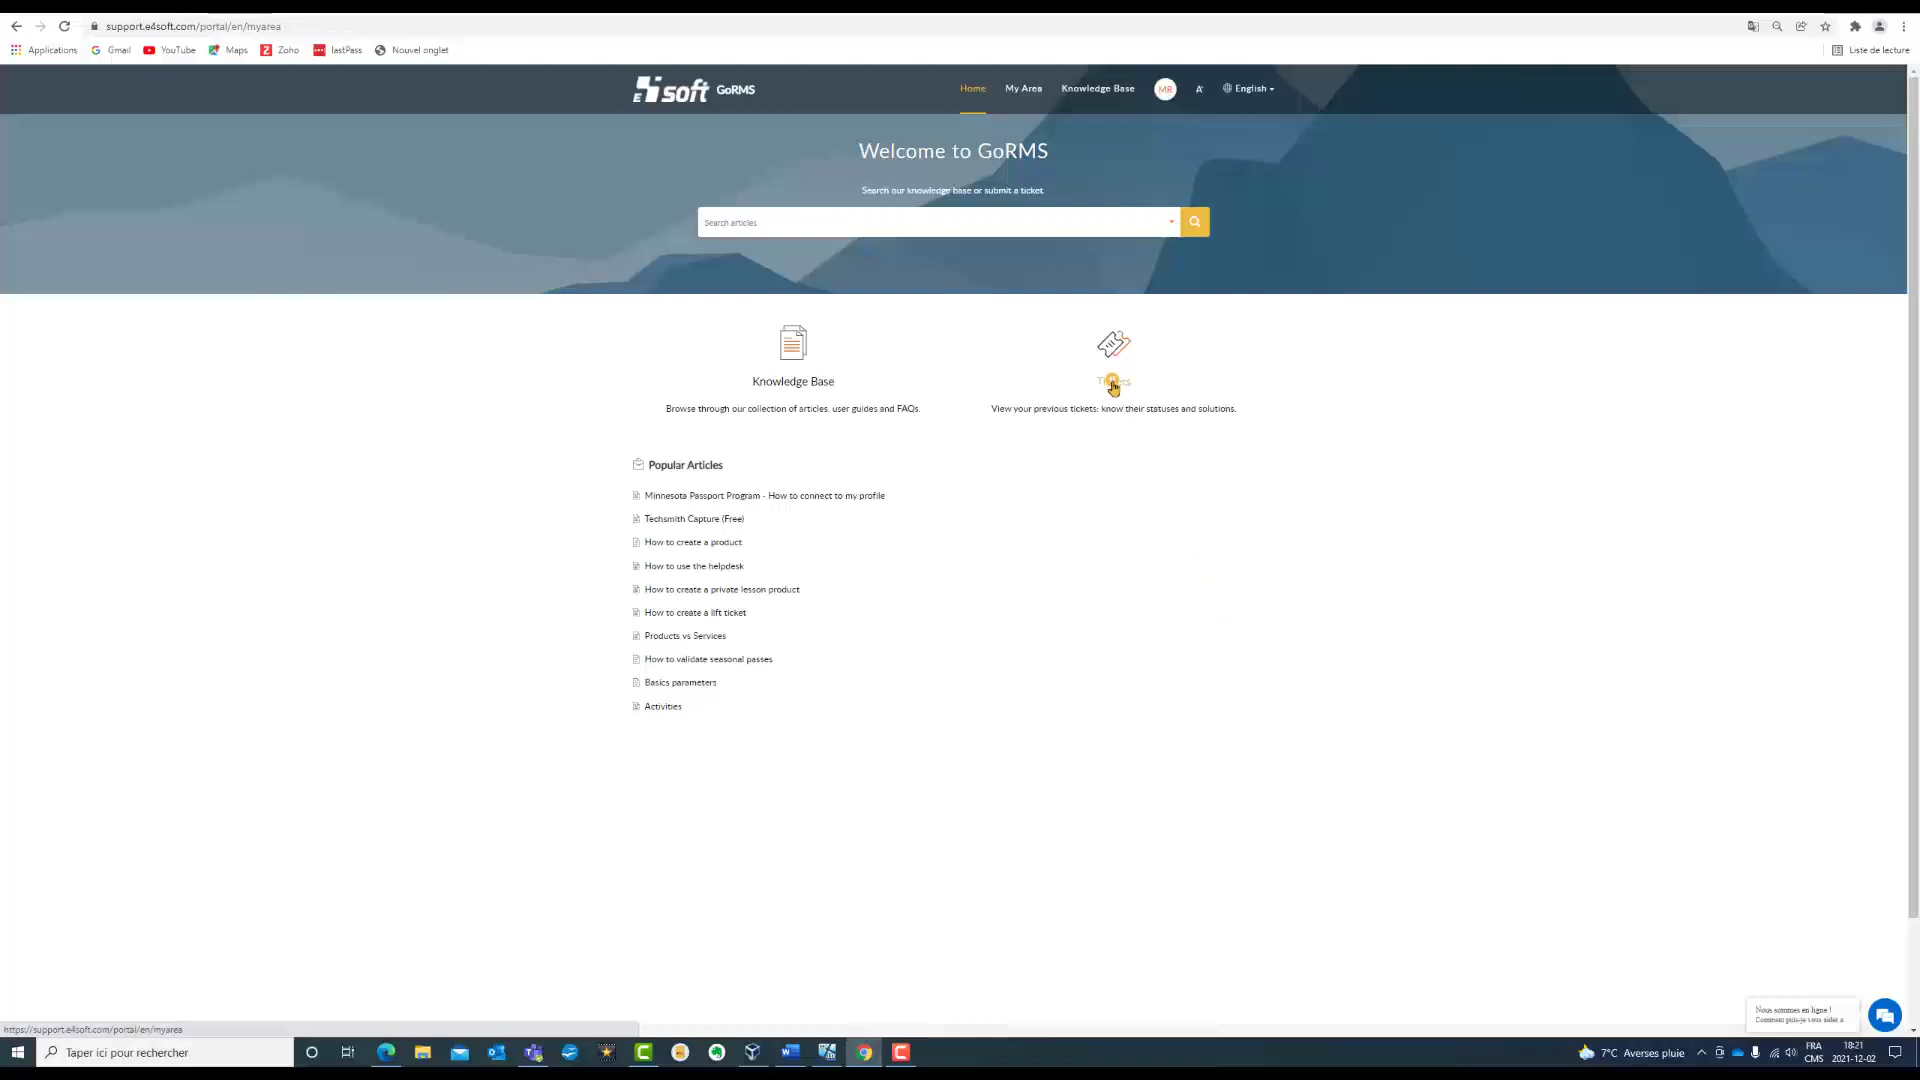 support.e4soft.com/portal/en/myarea
Applications Gmail YouTube Maps Zoho lastPass Nouvel onglet Liste de lecture
E4soft GoRMS Home My Area Knowledge Base MR A English
Welcome to GoRMS
Search our knowledge base or submit a ticket
Search articles
Knowledge Base
Browse through our collection of articles, user guides and FAQs.
View your previous tickets; know their statuses and solutions.
Popular Articles
Minnesota Passport Program - How to connect to my profile
Techsmith Capture (Free)
How to create a product
How to use the helpdesk
How to create a private lesson product
How to create a lift ticket
Products vs Services
How to validate seasonal passes
Basics parameters
Activities
Nous sommes en ligne !
Comment puis-je vous aider a
https://support.e4soft.com/portal/en/myarea
Taper ici pour rechercher
7°C Averses pluie
FRA
CMS
18:21
2021-12-02